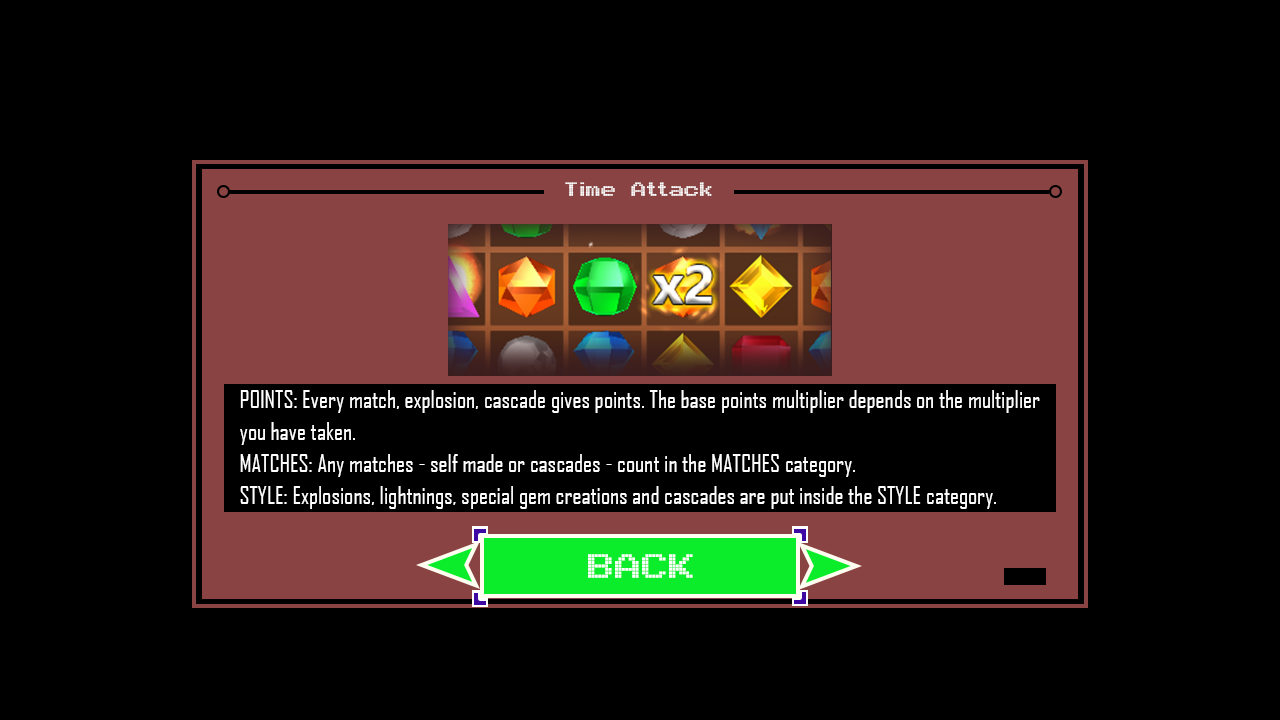 Time Attack
x2
POINTS: Every match, explosion, cascade gives points. The base points multiplier depends on the multiplier
you have taken.
MATCHES: Any matches - self made or cascades - count in the MATCHES category.
STYLE: Explosions, lightnings, special gem creations and cascades are put inside the STYLE category.
BACK